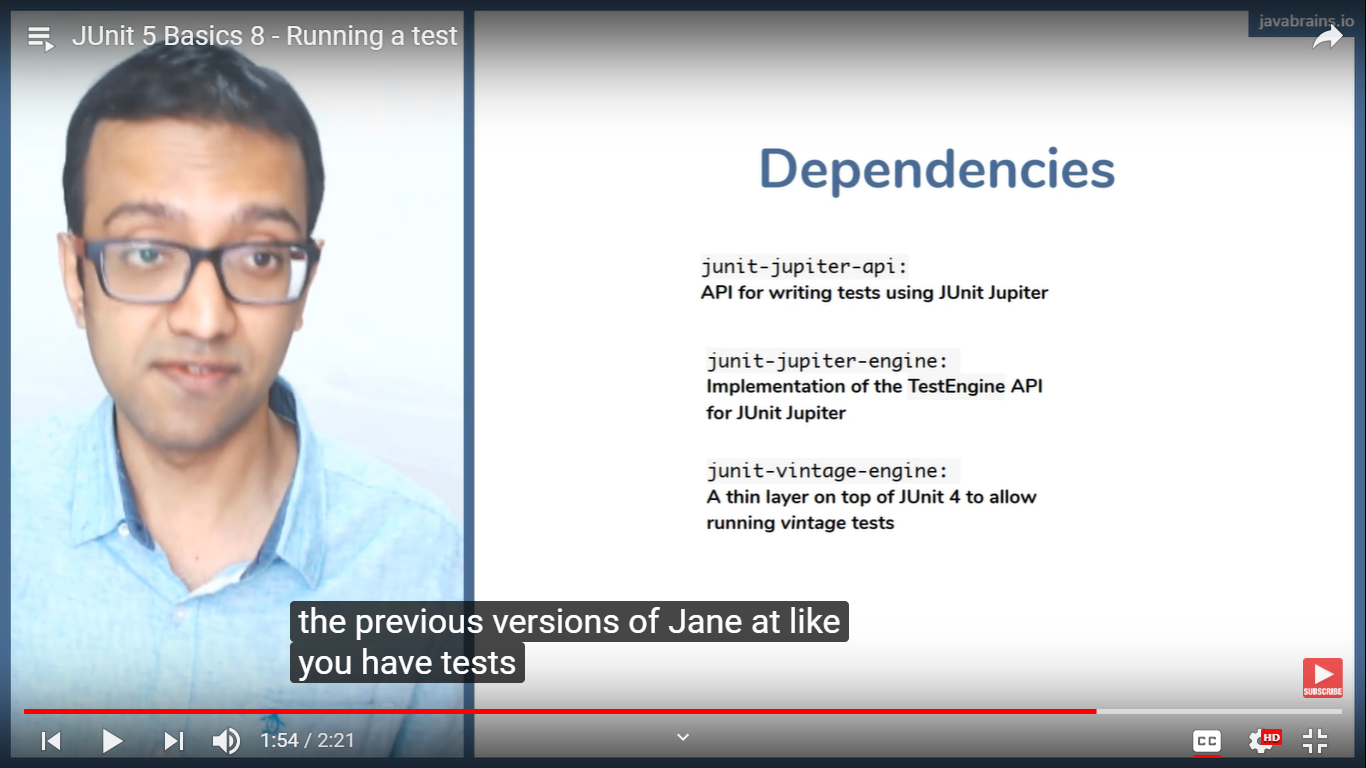 JUnit 5 Basics 8 - Running a test
javabrains.io
Dependencies
junit-jupiter-api:
API for writing tests using JUnit Jupiter
junit-jupiter-engine:
Implementation of the TestEngine API
for JUnit Jupiter
junit-vintage-engine:
A thin layer on top of JUnit 4 to allow
running vintage tests
the previous versions of Jane at like
you have tests
SUBSCRIBE
1:54 / 2:21
CC
HD